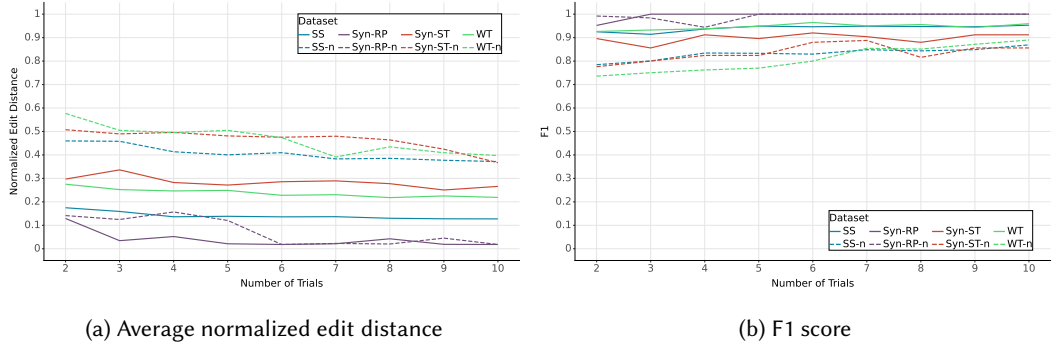 1
0.9
0.8
0.7
0.6
0.5
0.4
0.3
0.2
0.1
0
Normalized Edit Distance
Dataset
SS Syn-RP Syn-ST WT
SS-n Syn-RP-n Syn-ST-n WT-n
2 3 4 5 6 7 8 9 10
Number of Trials
(a) Average normalized edit distance
1
0.9
0.8
0.7
0.6
0.5
0.4
0.3
0.2
0.1
0
F1
Dataset
SS Syn-RP Syn-ST WT
SS-n Syn-RP-n Syn-ST-n WT-n
2 3 4 5 6 7 8 9 10
Number of Trials
(b) F1 score